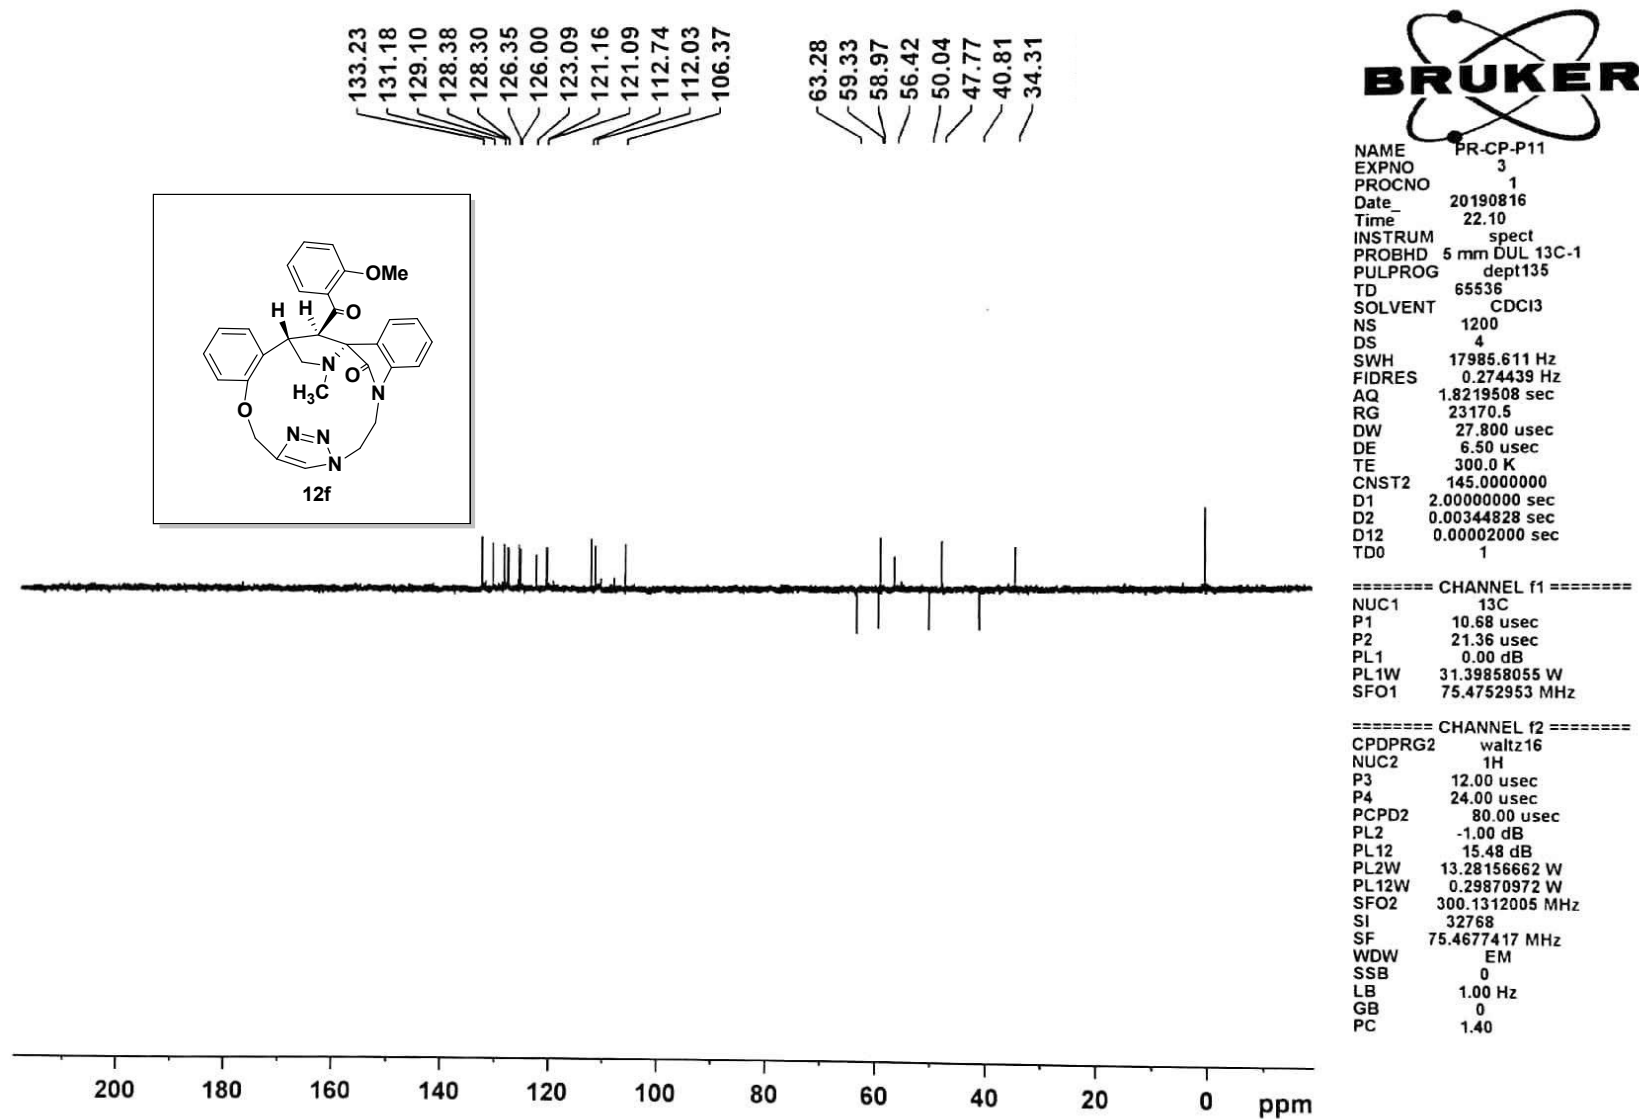 133.23
131.18
129.10
128.38
128.30
126.35
126.00
123.09
121.16
121.09
112.74
112.03
106.37
63.28
59.33
58.97
56.42
50.04
47.77
40.81
34.31
BRUKER
NAME PR-CP-P11
EXPNO 3
PROCNO 1
Date_ 20190816
Time 22.10
INSTRUM spect
PROBHD 5 mm DUL 13C-1
PULPROG dept135
TD 65536
SOLVENT CDCl3
NS 1200
DS 4
SWH 17985.611 Hz
FIDRES 0.274439 Hz
AQ 1.8219508 sec
RG 23170.5
DW 27.800 usec
DE 6.50 usec
TE 300.0 K
CNST2 145.0000000
D1 2.00000000 sec
D2 0.00344828 sec
D12 0.00002000 sec
TD0 1
======== CHANNEL f1 ========
NUC1 13C
P1 10.68 usec
P2 21.36 usec
PL1 0.00 dB
PL1W 31.39858055 W
SFO1 75.4752953 MHz
======== CHANNEL f2 ========
CPDPRG2 waltz16
NUC2 1H
P3 12.00 usec
P4 24.00 usec
PCPD2 80.00 usec
PL2 -1.00 dB
PL12 15.48 dB
PL2W 13.28156662 W
PL12W 0.29870972 W
SFO2 300.1312005 MHz
SI 32768
SF 75.4677417 MHz
WDW EM
SSB 0
LB 1.00 Hz
GB 0
PC 1.40
OMe
H H O
N O
H3C N
O
N=N
N
12f
200 180 160 140 120 100 80 60 40 20 0 ppm